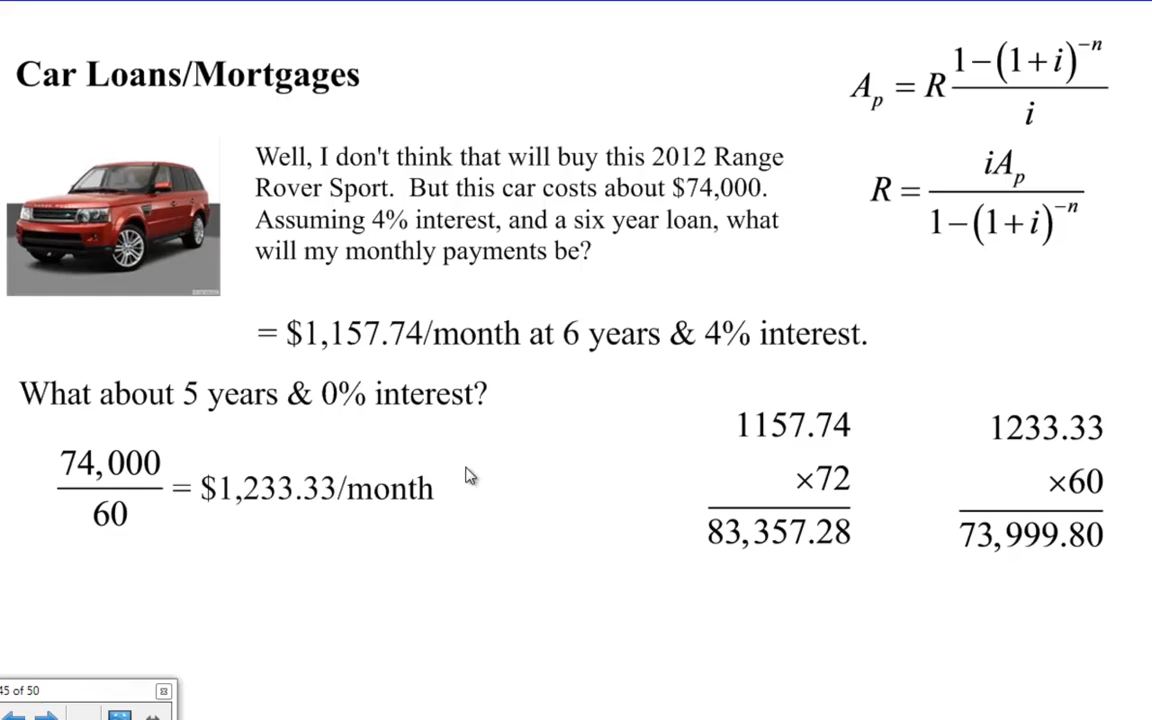 Car Loans/Mortgages
A_p = R \frac{1-(1+i)^{-n}}{i}
Well, I don't think that will buy this 2012 Range
Rover Sport. But this car costs about $74,000.
Assuming 4% interest, and a six year loan, what
will my monthly payments be?
R = \frac{iA_p}{1-(1+i)^{-n}}
= $1,157.74/month at 6 years & 4% interest.
What about 5 years & 0% interest?
\frac{74,000}{60} = $1,233.33/month
1157.74
×72
83,357.28
1233.33
×60
73,999.80
45 of 50